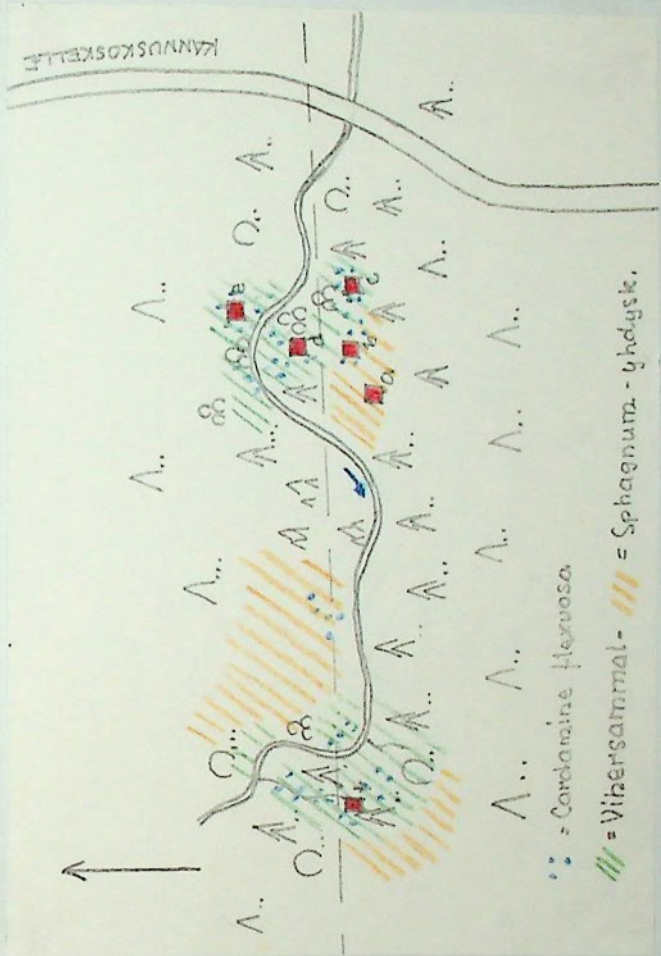 KANNUSKOSKELLE
e
d
c
b
a
= Cardamine flexuosa
= Vihersammal- = Sphagnum - yhdysk.